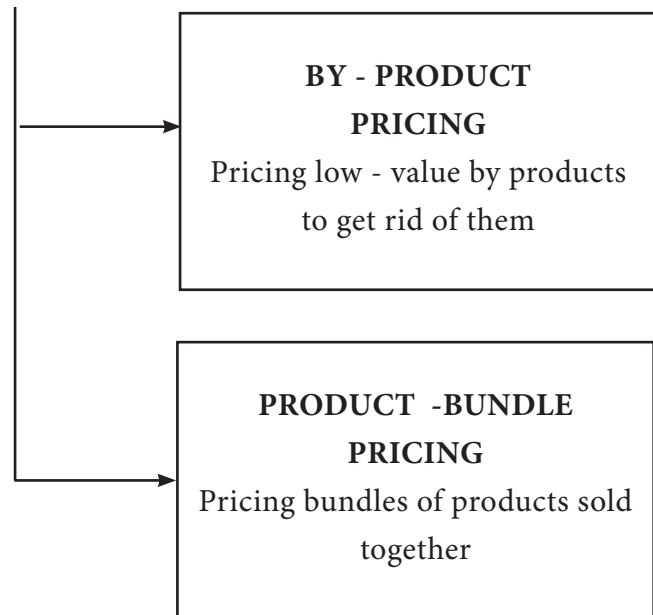 BY - PRODUCT
PRICING
Pricing low - value by products
to get rid of them
PRODUCT -BUNDLE
PRICING
Pricing bundles of products sold
together